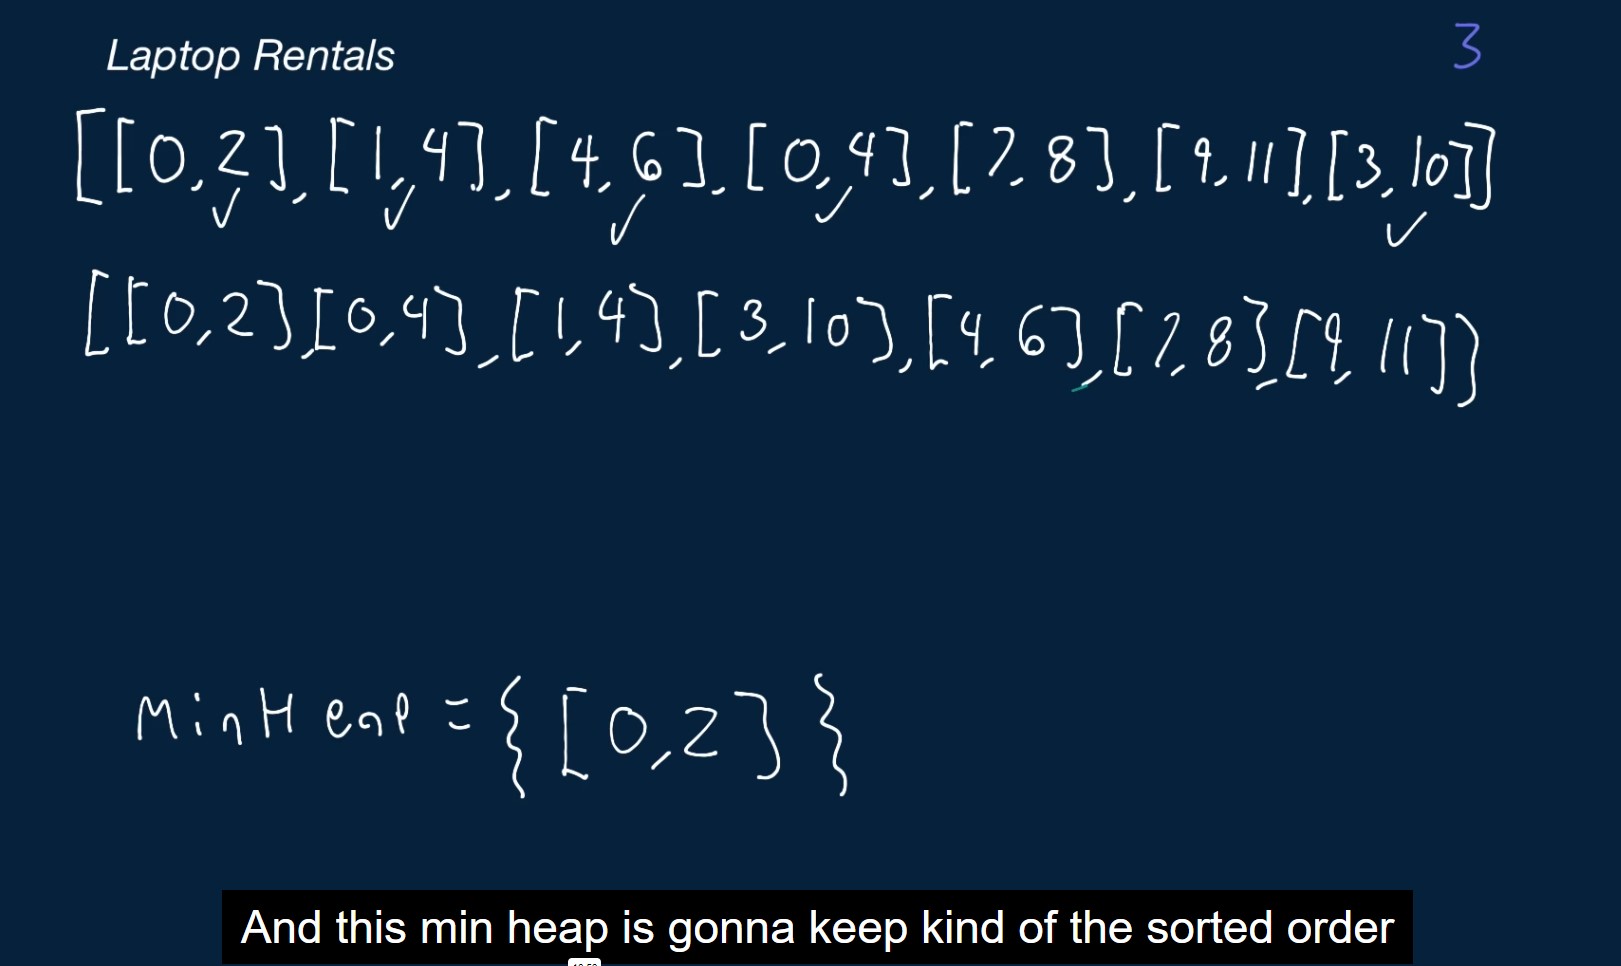 Laptop Rentals
3
[[0,2],[1,4],[4,6],[0,4],[7,8],[9,11],[3,10]]
[[0,2],[0,4],[1,4],[3,10],[4,6],[7,8],[9,11]]
MinHeap = {[0,2]}
And this min heap is gonna keep kind of the sorted order